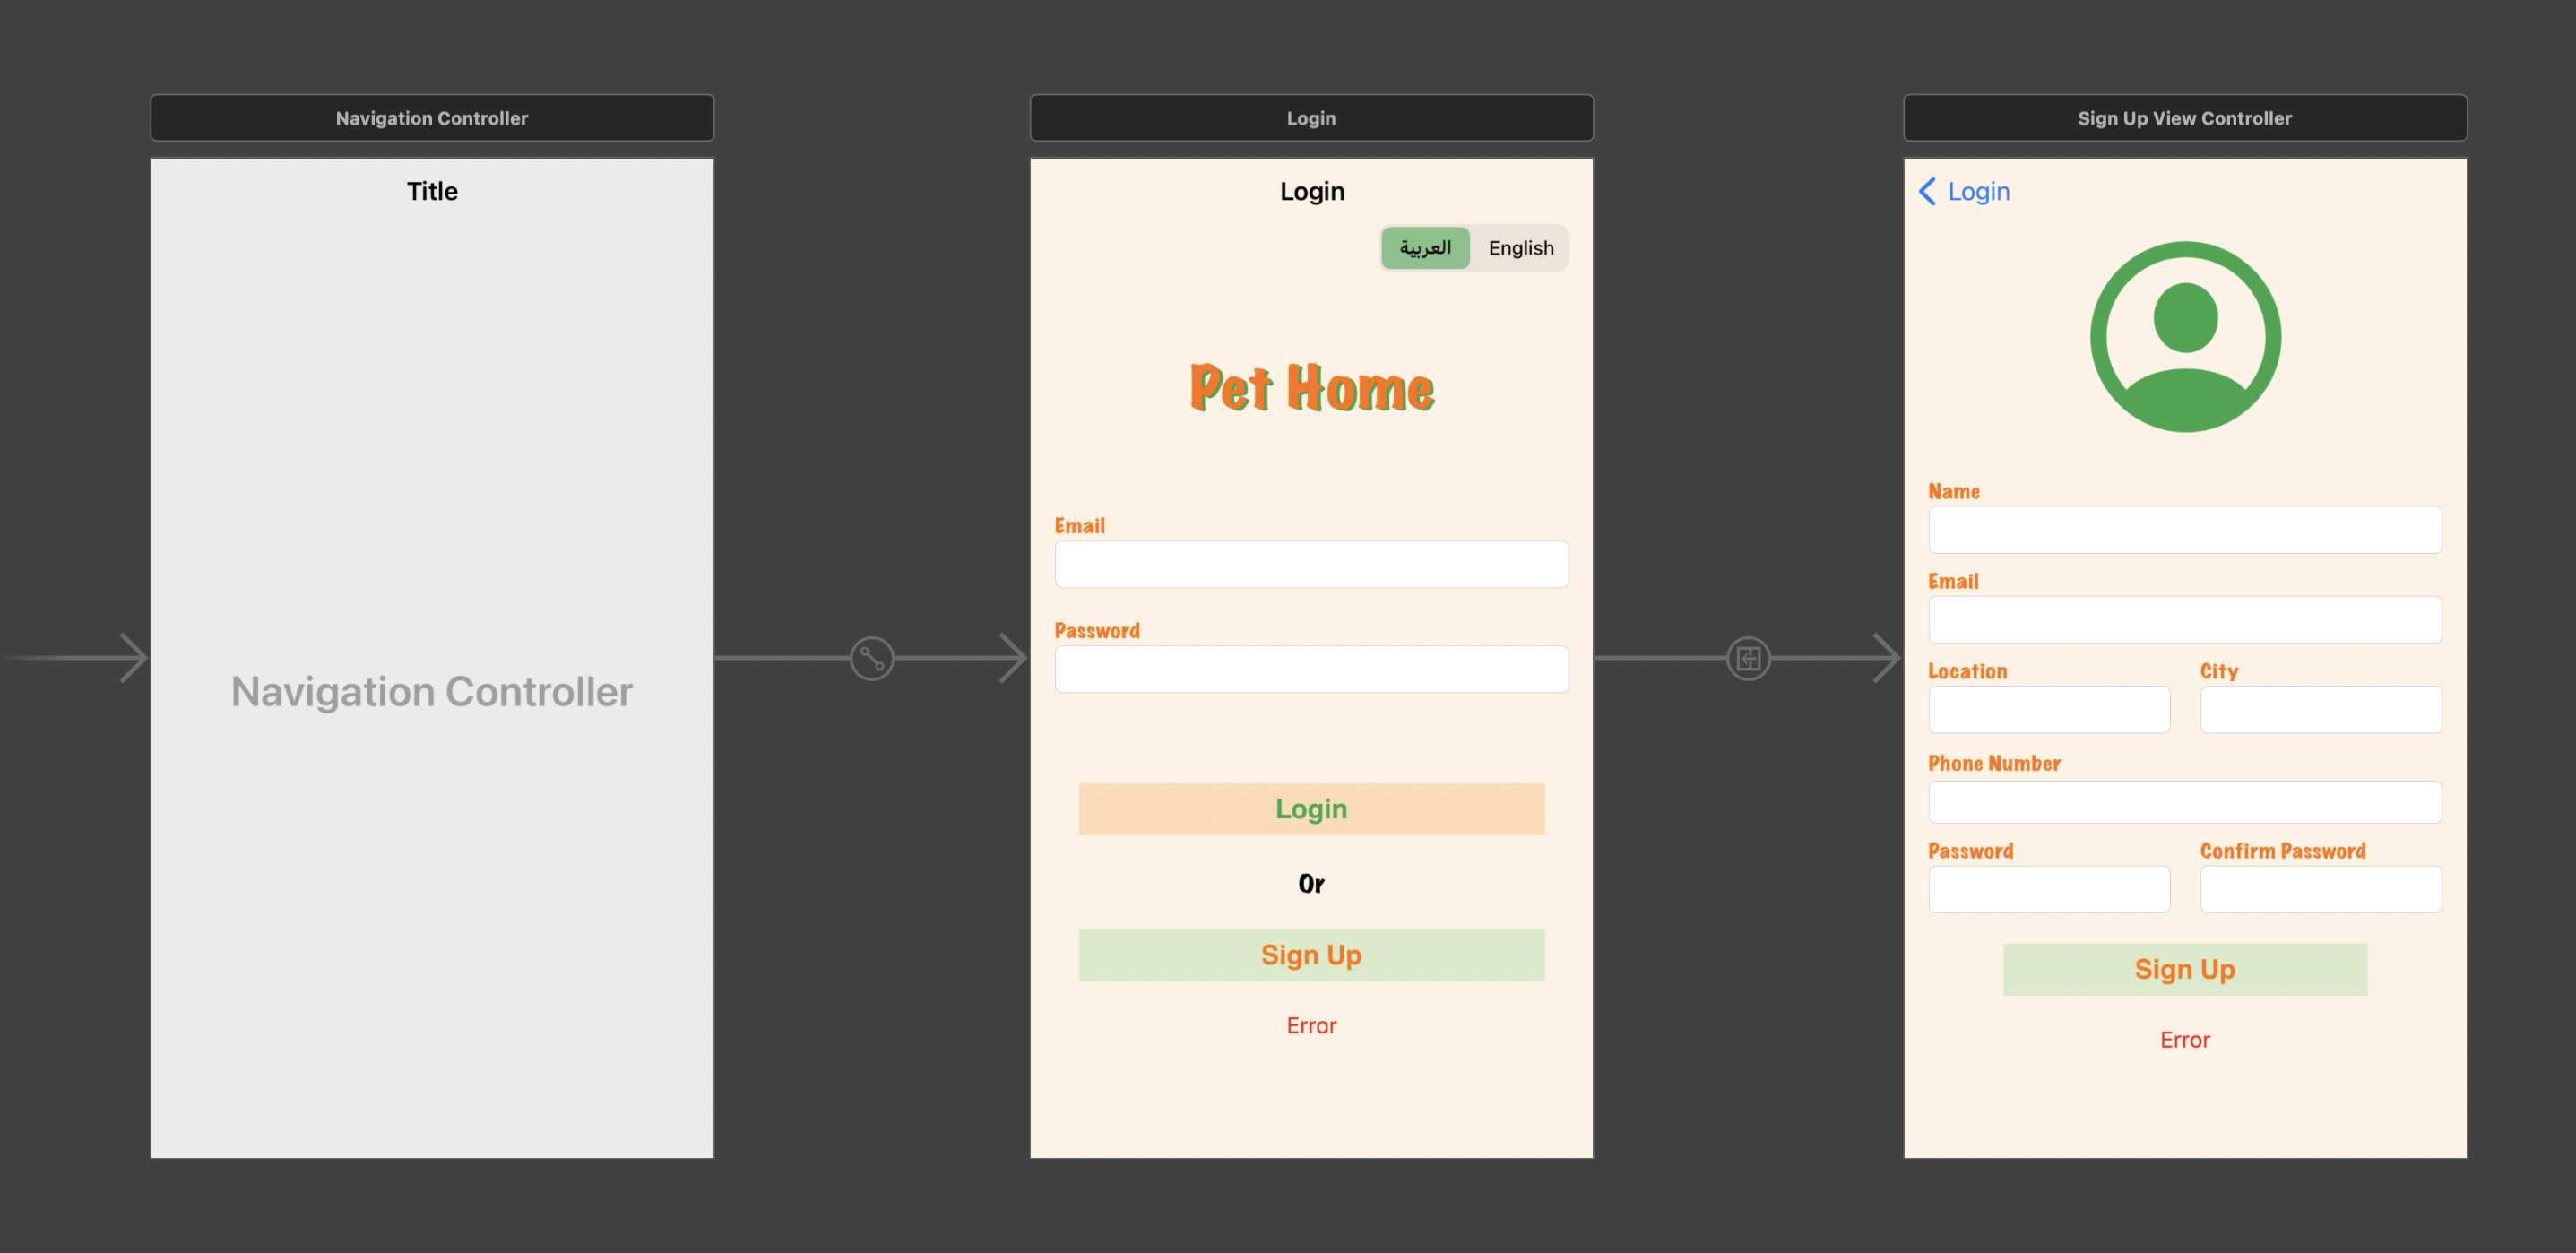 Navigation Controller
Title
Navigation Controller
Login
Login
العربية English
Pet Home
Email
Password
Login
Or
Sign Up
Error
Sign Up View Controller
Login
Name
Email
Location City
Phone Number
Password Confirm Password
Sign Up
Error